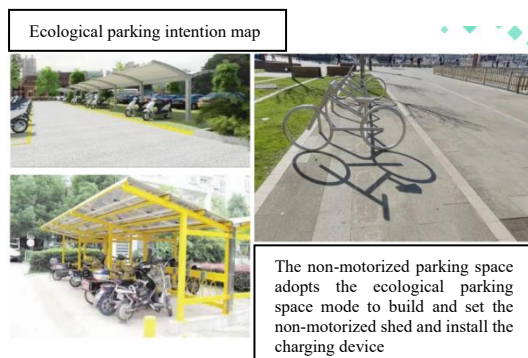 Ecological parking intention map
The non-motorized parking space
adopts the ecological parking
space mode to build and set the
non-motorized shed and install the
charging device